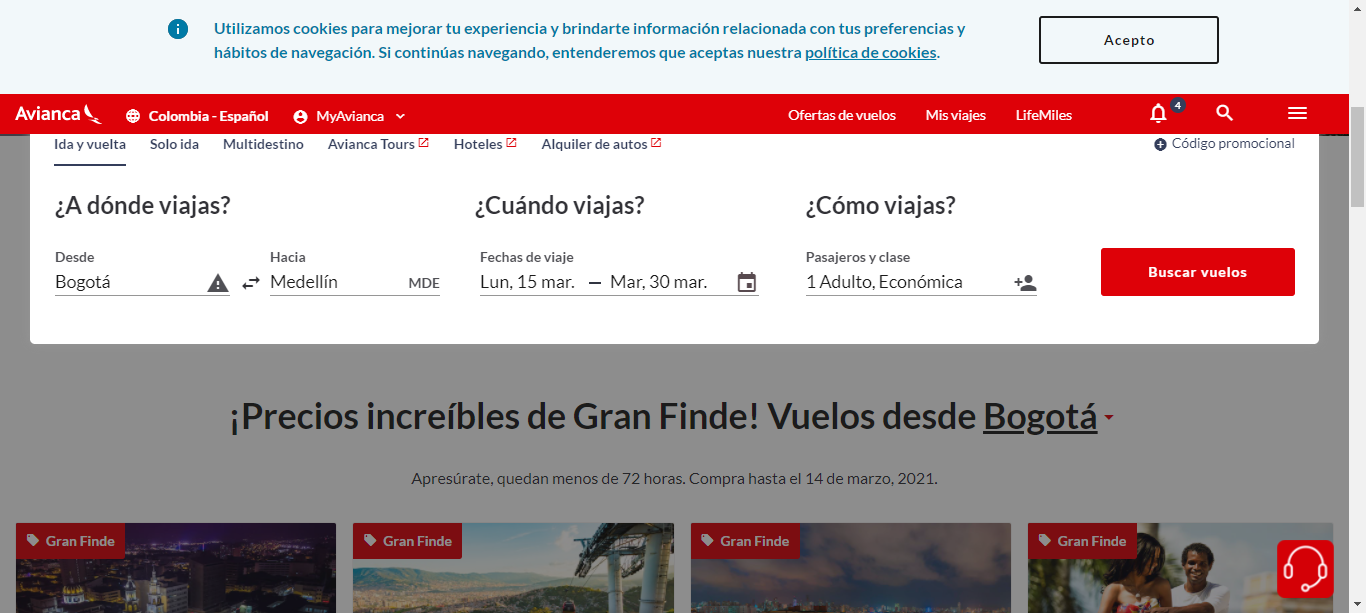 Utilizamos cookies para mejorar tu experiencia y brindarte información relacionada con tus preferencias y
hábitos de navegación. Si continúas navegando, entenderemos que aceptas nuestra política de cookies.
Acepto
Avianca
Colombia - Español
MyAvianca
Ofertas de vuelos
Mis viajes
LifeMiles
4
Ida y vuelta
Solo ida
Multidestino
Avianca Tours
Hoteles
Alquiler de autos
Código promocional
¿A dónde viajas?
¿Cuándo viajas?
¿Cómo viajas?
Desde
Hacia
Fechas de viaje
Pasajeros y clase
Bogotá
Medellín
MDE
Lun, 15 mar. — Mar, 30 mar.
1 Adulto, Económica
Buscar vuelos
¡Precios increíbles de Gran Finde! Vuelos desde Bogotá
Apresúrate, quedan menos de 72 horas. Compra hasta el 14 de marzo, 2021.
Gran Finde
Gran Finde
Gran Finde
Gran Finde